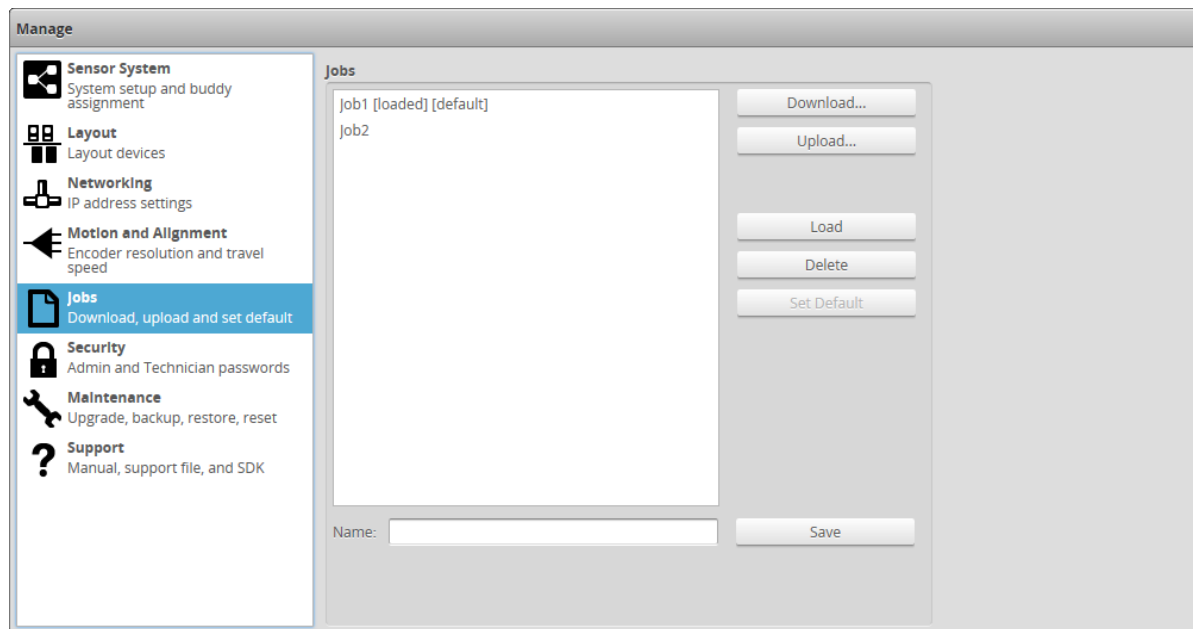 Manage
Sensor System
System setup and buddy
assignment
Layout
Layout devices
Networking
IP address settings
Motion and Alignment
Encoder resolution and travel
speed
Jobs
Download, upload and set default
Security
Admin and Technician passwords
Maintenance
Upgrade, backup, restore, reset
Support
Manual, support file, and SDK
Jobs
Job1 [loaded] [default]
Job2
Download...
Upload...
Load
Delete
Set Default
Name:
Save